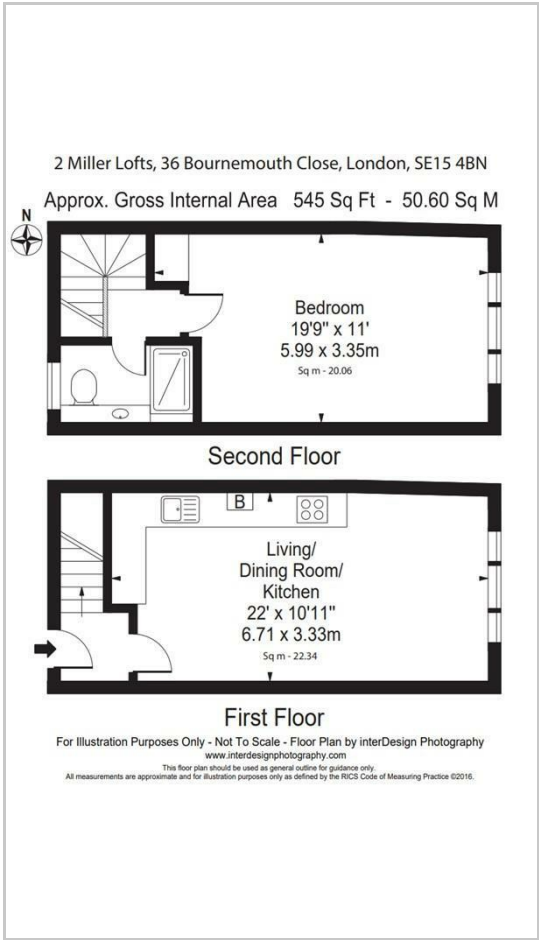 2 Miller Lofts, 36 Bournemouth Close, London, SE15 4BN
Approx. Gross Internal Area 545 Sq Ft - 50.60 Sq M
N
Bedroom
19'9" x 11'
5.99 x 3.35m
Sq m - 20.06
Second Floor
B
Living/
Dining Room/
Kitchen
22' x 10'11"
6.71 x 3.33m
Sq m - 22.34
First Floor
For Illustration Purposes Only - Not To Scale - Floor Plan by interDesign Photography
www.interdesignphotography.com
This floor plan should be used as general outline for guidance only.
All measurements are approximate and for illustration purposes only as defined by the RICS Code of Measuring Practice ©2016.